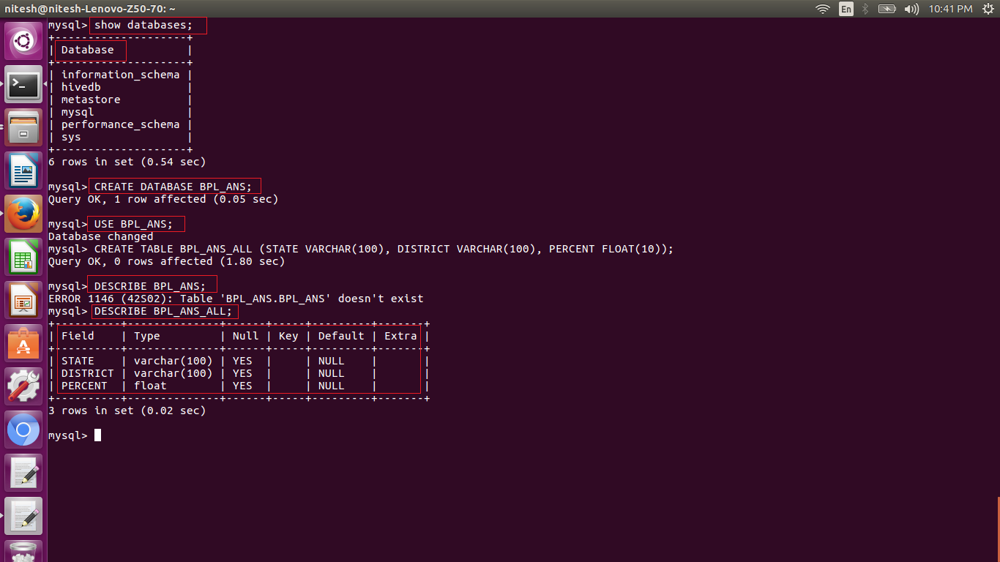 nitesh@nitesh-Lenovo-Z50-70: ~ En 10:41 PM
mysql> show databases;
+--------------------+
| Database           |
+--------------------+
| information_schema |
| hivedb             |
| metastore          |
| mysql              |
| performance_schema |
| sys                |
+--------------------+
6 rows in set (0.54 sec)
mysql> CREATE DATABASE BPL_ANS;
Query OK, 1 row affected (0.05 sec)
mysql> USE BPL_ANS;
Database changed
mysql> CREATE TABLE BPL_ANS_ALL (STATE VARCHAR(100), DISTRICT VARCHAR(100), PERCENT FLOAT(10));
Query OK, 0 rows affected (1.80 sec)
mysql> DESCRIBE BPL_ANS;
ERROR 1146 (42S02): Table 'BPL_ANS.BPL_ANS' doesn't exist
mysql> DESCRIBE BPL_ANS_ALL;
+----------+--------------+------+-----+---------+-------+
| Field    | Type         | Null | Key | Default | Extra |
+----------+--------------+------+-----+---------+-------+
| STATE    | varchar(100) | YES  |     | NULL    |       |
| DISTRICT | varchar(100) | YES  |     | NULL    |       |
| PERCENT  | float        | YES  |     | NULL    |       |
+----------+--------------+------+-----+---------+-------+
3 rows in set (0.02 sec)
mysql>